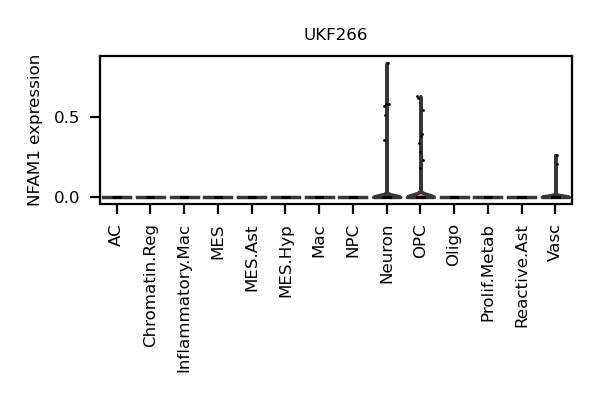 UKF266
NFAM1 expression
0.5
0.0
AC
Chromatin.Reg
Inflammatory.Mac
MES
MES.Ast
MES.Hyp
Mac
NPC
Neuron
OPC
Oligo
Prolif.Metab
Reactive.Ast
Vasc